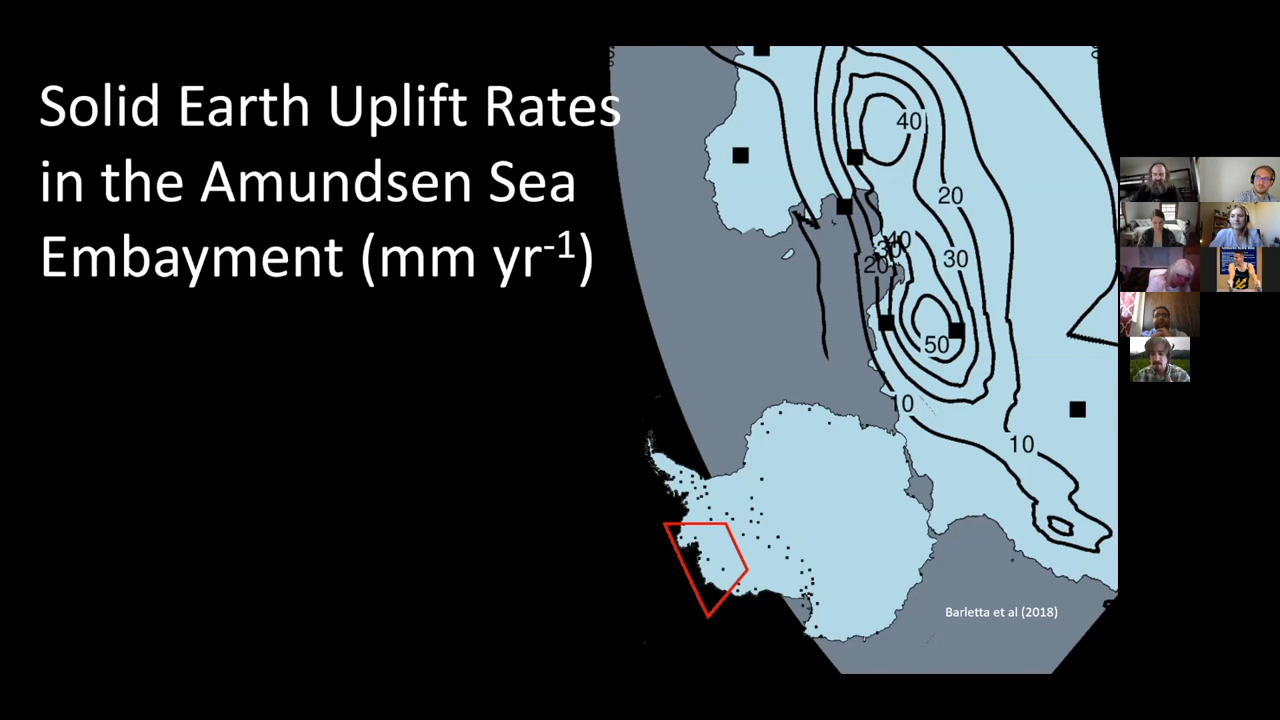 Solid Earth Uplift Rates
in the Amundsen Sea
Embayment (mm yr⁻¹)
40
20
40
30
20
30
50
10
10
Barletta et al (2018)